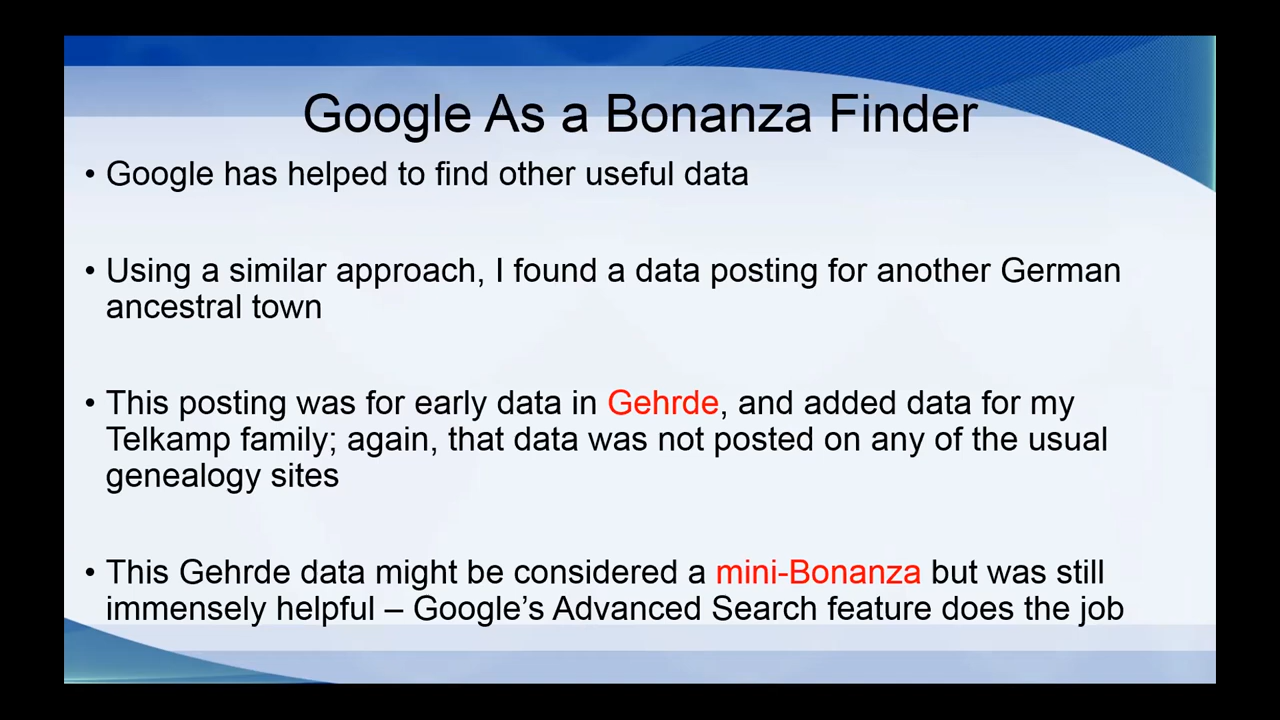 Google As a Bonanza Finder
• Google has helped to find other useful data
• Using a similar approach, I found a data posting for another German
ancestral town
• This posting was for early data in Gehrde, and added data for my
Telkamp family; again, that data was not posted on any of the usual
genealogy sites
• This Gehrde data might be considered a mini-Bonanza but was still
immensely helpful – Google’s Advanced Search feature does the job